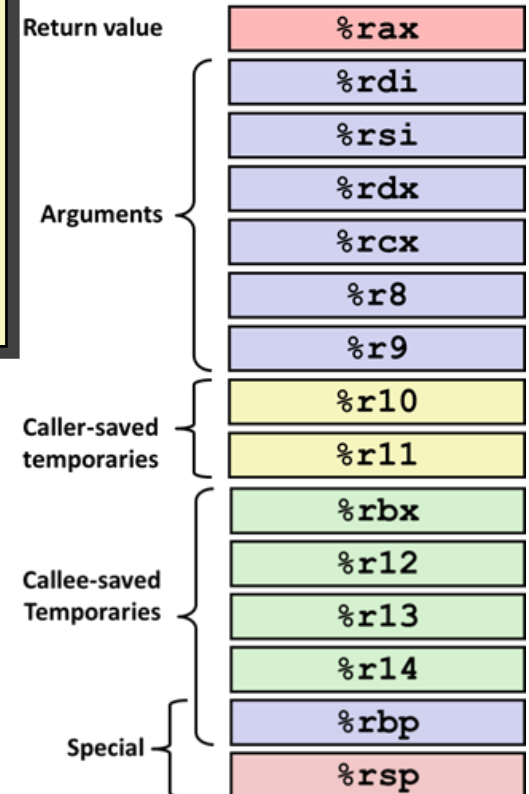 Return value
%rax
Arguments
%rdi
%rsi
%rdx
%rcx
%r8
%r9
Caller-saved
temporaries
%r10
%r11
Callee-saved
Temporaries
%rbx
%r12
%r13
%r14
%rbp
Special
%rsp